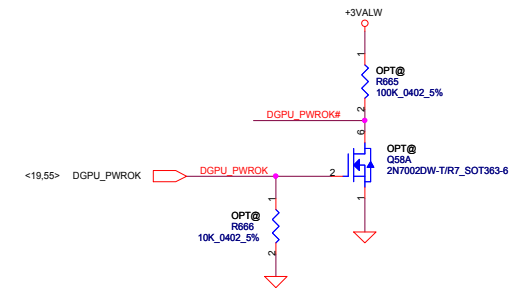 +3VALW
1
OPT@
R665
100K_0402_5%
2
DGPU_PWROK#
6
OPT@
Q58A
2N7002DW-T/R7_SOT363-6
<19,55> DGPU_PWROK
DGPU_PWROK
2
1
1
OPT@
R666
10K_0402_5%
2